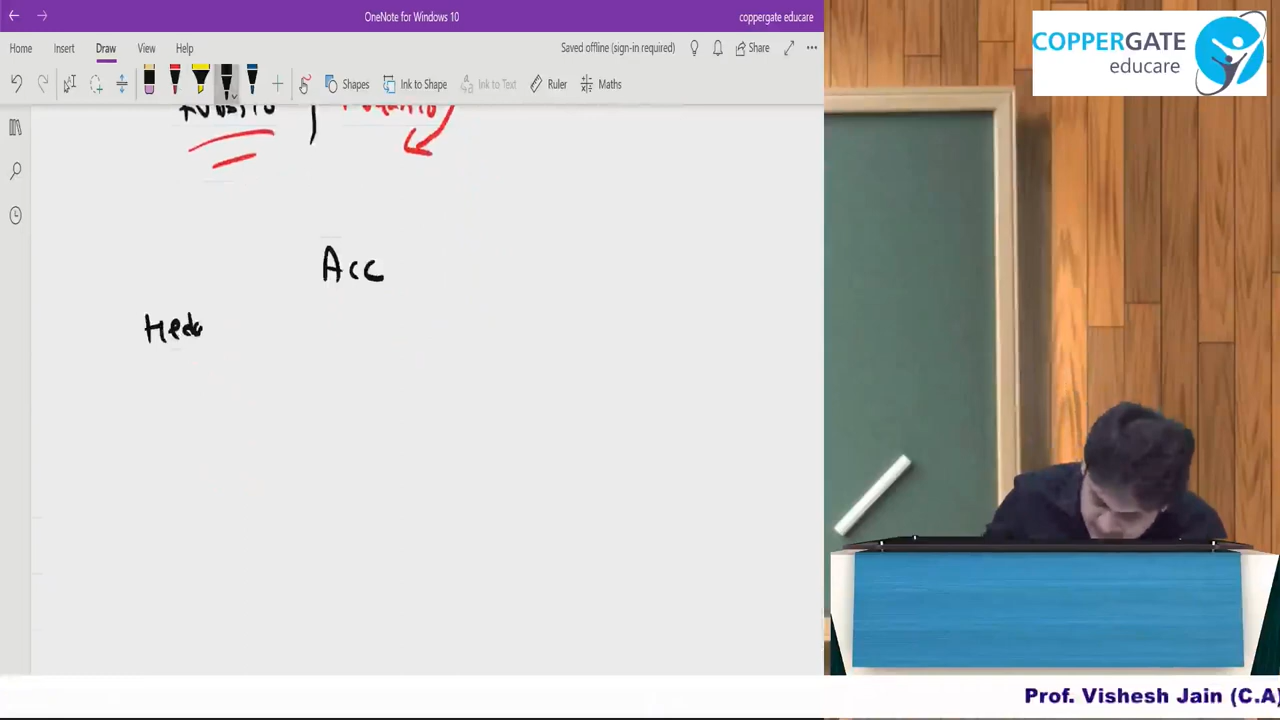 OneNote for Windows 10
coppergate educare
Home Insert Draw View Help
Saved offline (sign-in required)
Share
Shapes
Ink to Shape
Ink to Text
Ruler
Maths
Acc
Heda
COPPERGATE
educare
Prof. Vishesh Jain (C.A)